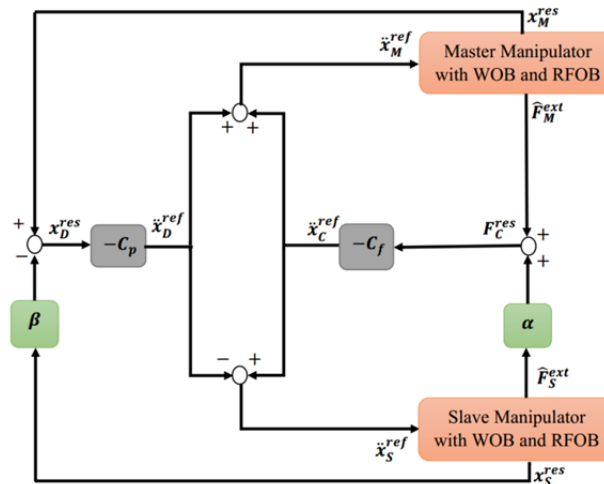 x_M^res
ẍ_M^ref
Master Manipulator
with WOB and RFOB
F̂_M^ext
+ +
+
x_D^res
−C_p
ẍ_D^ref
ẍ_C^ref
−C_f
F_C^res
+
−
+
β
α
− +
F̂_S^ext
Slave Manipulator
with WOB and RFOB
ẍ_S^ref
x_S^res